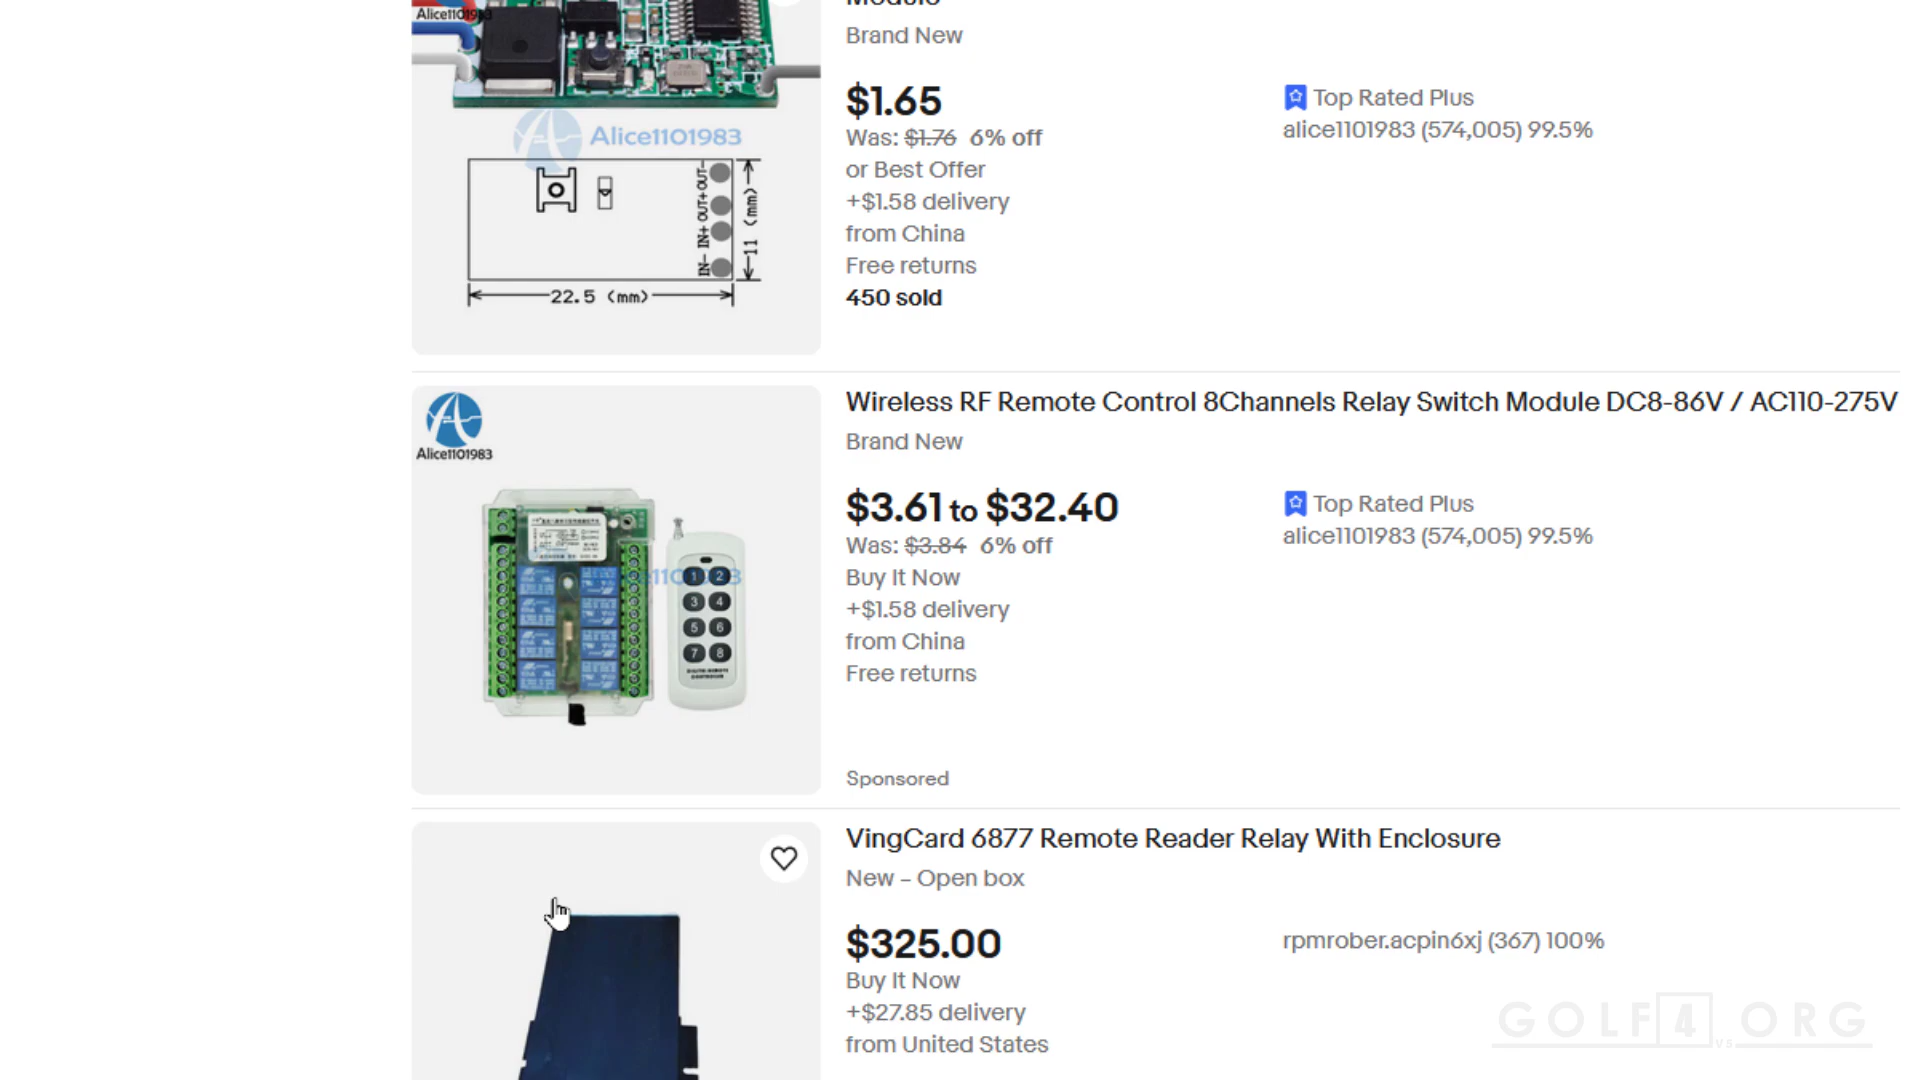 Alice1101983
Module
Brand New
$1.65
Was: $1.76 6% off
or Best Offer
+$1.58 delivery
from China
Free returns
450 sold
Top Rated Plus
alice1101983 (574,005) 99.5%
Alice1101983
OUT-
OUT+
IN+
IN-
11 (mm)
22.5 (mm)
Alice1101983
Wireless RF Remote Control 8Channels Relay Switch Module DC8-86V / AC110-275V
Brand New
$3.61 to $32.40
Was: $3.84 6% off
Buy It Now
+$1.58 delivery
from China
Free returns
Sponsored
Top Rated Plus
alice1101983 (574,005) 99.5%
1 2
3 4
5 6
7 8
VingCard 6877 Remote Reader Relay With Enclosure
New – Open box
$325.00
Buy It Now
+$27.85 delivery
from United States
rpmrober.acpin6xj (367) 100%
GOLF4.ORG
vs